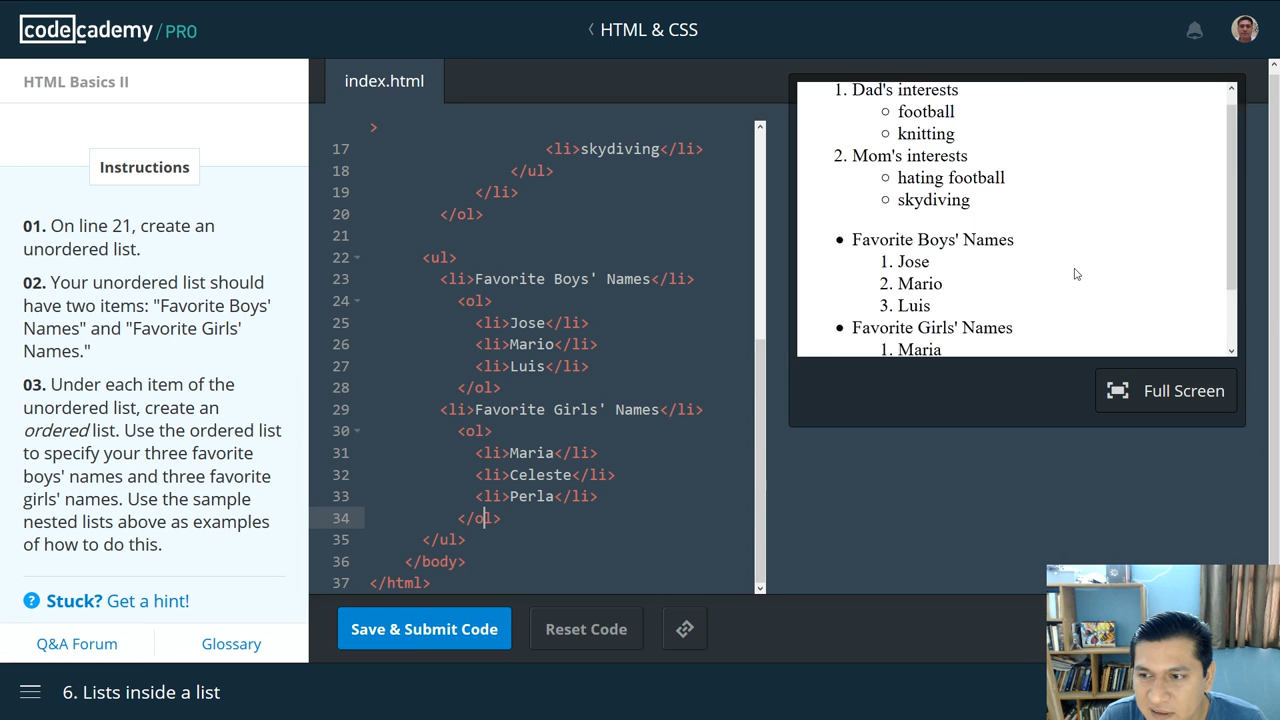 codecademy / PRO
HTML & CSS
HTML Basics II
index.html
Instructions
01. On line 21, create an
unordered list.
02. Your unordered list should
have two items: "Favorite Boys'
Names" and "Favorite Girls'
Names."
03. Under each item of the
unordered list, create an
ordered list. Use the ordered list
to specify your three favorite
boys' names and three favorite
girls' names. Use the sample
nested lists above as examples
of how to do this.
? Stuck? Get a hint!
Q&A Forum
Glossary
>
17 <li>skydiving</li>
18 </ul>
19 </li>
20 </ol>
21
22 <ul>
23 <li>Favorite Boys' Names</li>
24 <ol>
25 <li>Jose</li>
26 <li>Mario</li>
27 <li>Luis</li>
28 </ol>
29 <li>Favorite Girls' Names</li>
30 <ol>
31 <li>Maria</li>
32 <li>Celeste</li>
33 <li>Perla</li>
34 </ol>
35 </ul>
36 </body>
37 </html>
Save & Submit Code
Reset Code
1. Dad's interests
football
knitting
2. Mom's interests
hating football
skydiving
Favorite Boys' Names
1. Jose
2. Mario
3. Luis
Favorite Girls' Names
1. Maria
Full Screen
6. Lists inside a list